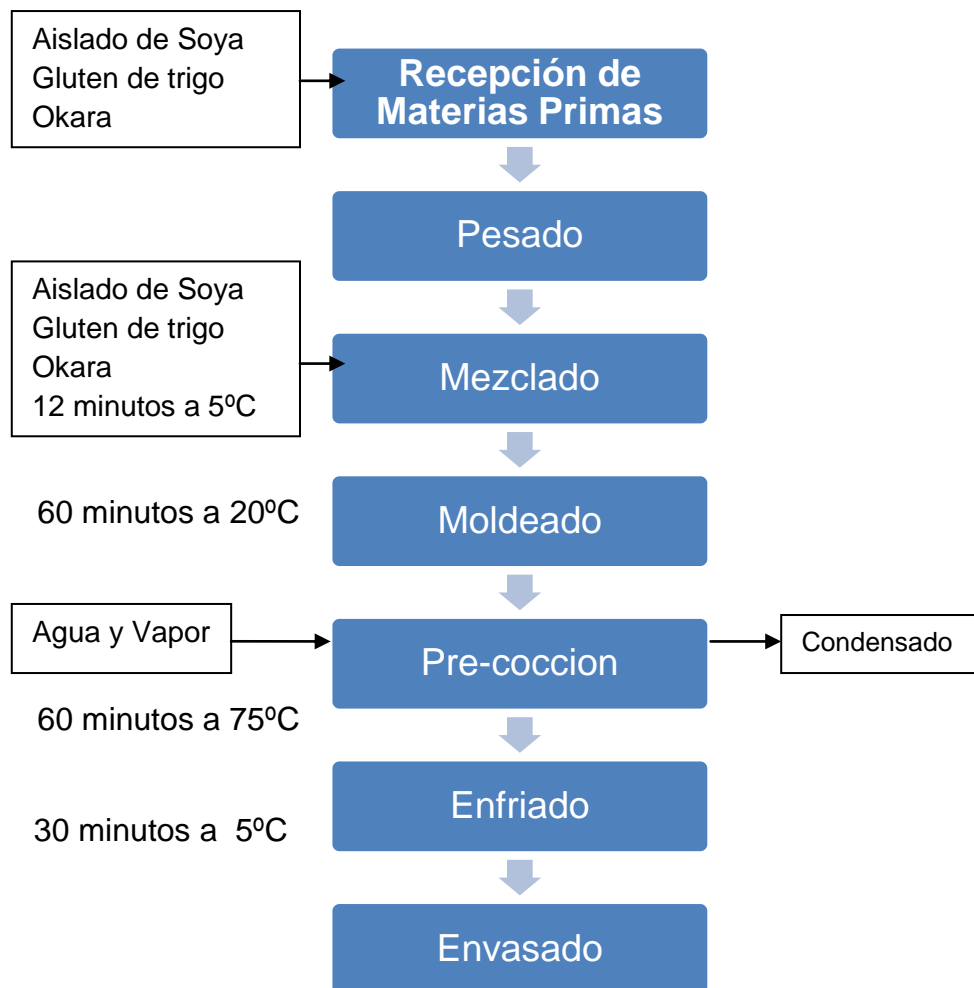 Aislado de Soya
Gluten de trigo
Okara
Recepción de
Materias Primas
Pesado
Aislado de Soya
Gluten de trigo
Okara
12 minutos a 5ºC
Mezclado
60 minutos a 20ºC
Moldeado
Agua y Vapor
Pre-coccion
Condensado
60 minutos a 75ºC
Enfriado
30 minutos a  5ºC
Envasado